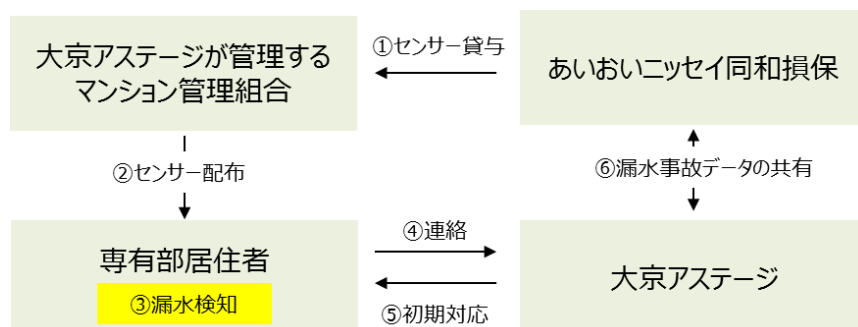 大京アステージが管理する
マンション管理組合
①センサー貸与
あいおいニッセイ同和損保
②センサー配布
⑥漏水事故データの共有
専有部居住者
③漏水検知
④連絡
⑤初期対応
大京アステージ